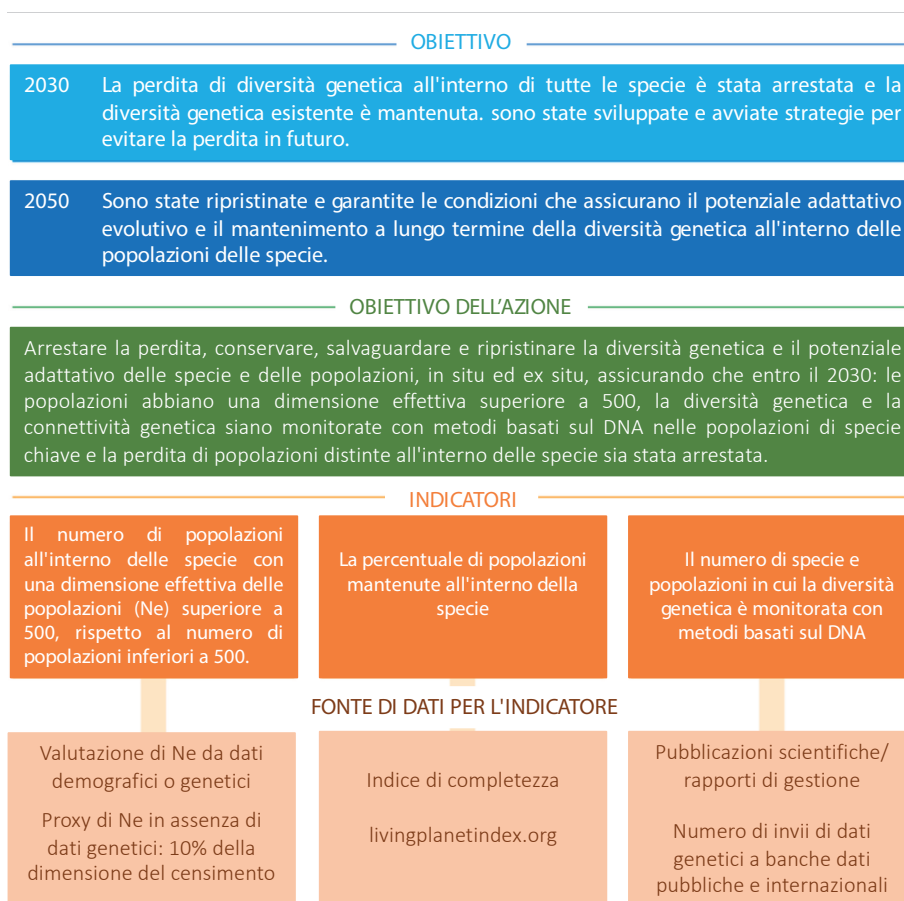 OBIETTIVO
2030 La perdita di diversità genetica all'interno di tutte le specie è stata arrestata e la
diversità genetica esistente è mantenuta. sono state sviluppate e avviate strategie per
evitare la perdita in futuro.
2050 Sono state ripristinate e garantite le condizioni che assicurano il potenziale adattativo
evolutivo e il mantenimento a lungo termine della diversità genetica all'interno delle
popolazioni delle specie.
OBIETTIVO DELL'AZIONE
Arrestare la perdita, conservare, salvaguardare e ripristinare la diversità genetica e il potenziale
adattativo delle specie e delle popolazioni, in situ ed ex situ, assicurando che entro il 2030: le
popolazioni abbiano una dimensione effettiva superiore a 500, la diversità genetica e la
connettività genetica siano monitorate con metodi basati sul DNA nelle popolazioni di specie
chiave e la perdita di popolazioni distinte all'interno delle specie sia stata arrestata.
INDICATORI
Il numero di popolazioni
all'interno delle specie con
una dimensione effettiva delle
popolazioni (Ne) superiore a
500, rispetto al numero di
popolazioni inferiori a 500.
La percentuale di popolazioni
mantenute all'interno della
specie
Il numero di specie e
popolazioni in cui la diversità
genetica è monitorata con
metodi basati sul DNA
FONTE DI DATI PER L'INDICATORE
Valutazione di Ne da dati
demografici o genetici
Proxy di Ne in assenza di
dati genetici: 10% della
dimensione del censimento
Indice di completezza
livingplanetindex.org
Pubblicazioni scientifiche/
rapporti di gestione
Numero di invii di dati
genetici a banche dati
pubbliche e internazionali